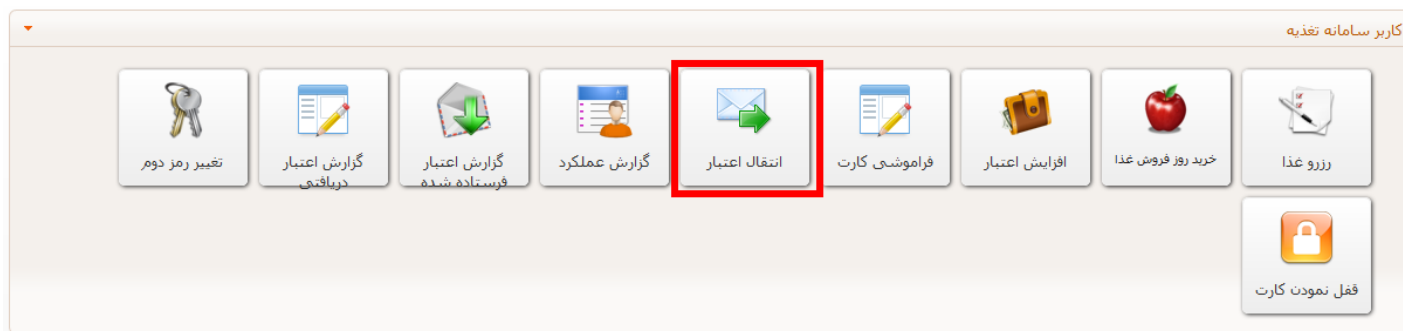 کاربر سامانه تغذیه
رزرو غذا
خرید روز فروش غذا
افزایش اعتبار
فراموشی کارت
انتقال اعتبار
گزارش عملکرد
گزارش اعتبار
فرستاده شده
گزارش اعتبار
دریافتی
تغییر رمز دوم
قفل نمودن کارت